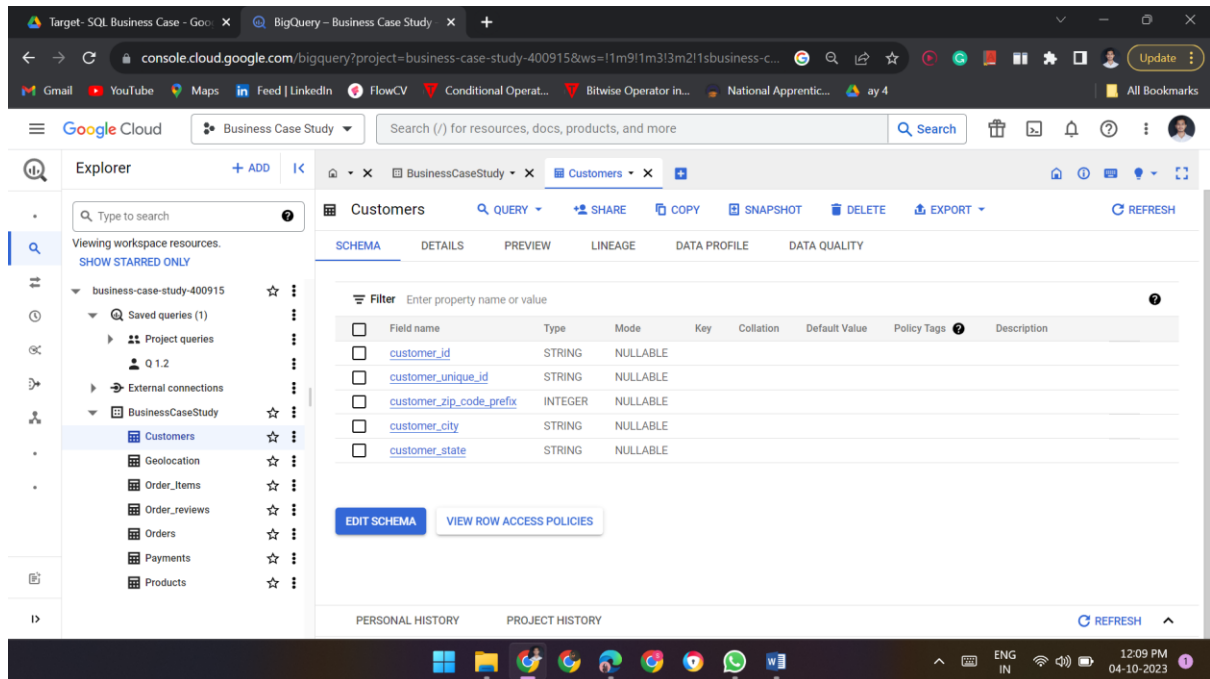 Target- SQL Business Case - Goo
BigQuery – Business Case Study -
console.cloud.google.com/bigquery?project=business-case-study-400915&ws=!1m9!1m3!3m2!1sbusiness-c...
Update
Gmail
YouTube
Maps
Feed | LinkedIn
FlowCV
Conditional Operat...
Bitwise Operator in...
National Apprentic...
ay 4
All Bookmarks
Google Cloud
Business Case Study
Search (/) for resources, docs, products, and more
Search
Explorer
+ ADD
BusinessCaseStudy
Customers
Type to search
Viewing workspace resources.
SHOW STARRED ONLY
business-case-study-400915
Saved queries (1)
Project queries
Q 1.2
External connections
BusinessCaseStudy
Customers
Geolocation
Order_Items
Order_reviews
Orders
Payments
Products
Customers
QUERY
SHARE
COPY
SNAPSHOT
DELETE
EXPORT
REFRESH
SCHEMA
DETAILS
PREVIEW
LINEAGE
DATA PROFILE
DATA QUALITY
Filter Enter property name or value
Field name Type Mode Key Collation Default Value Policy Tags Description
customer_id STRING NULLABLE
customer_unique_id STRING NULLABLE
customer_zip_code_prefix INTEGER NULLABLE
customer_city STRING NULLABLE
customer_state STRING NULLABLE
EDIT SCHEMA
VIEW ROW ACCESS POLICIES
PERSONAL HISTORY
PROJECT HISTORY
REFRESH
ENG
IN
12:09 PM
04-10-2023
1